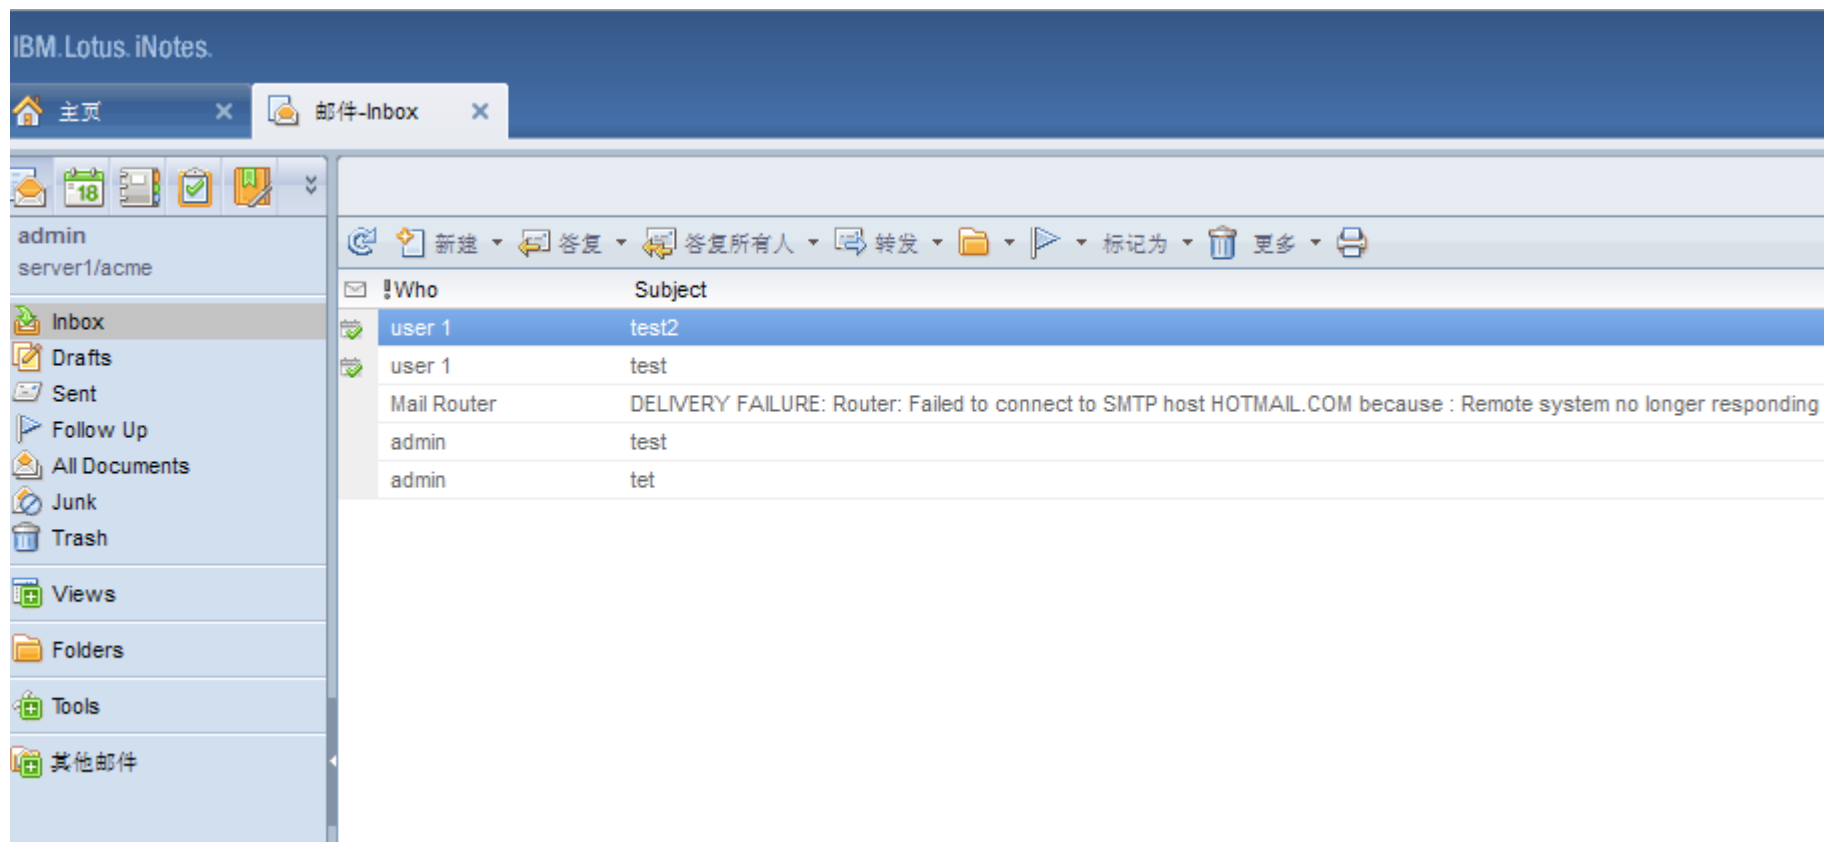 IBM.Lotus.iNotes.
主页
邮件-Inbox
18
admin
server1/acme
新建 答复 答复所有人 转发 标记为 更多
!Who Subject
Inbox
Drafts
Sent
Follow Up
All Documents
Junk
Trash
Views
Folders
Tools
其他邮件
user 1 test2
user 1 test
Mail Router DELIVERY FAILURE: Router: Failed to connect to SMTP host HOTMAIL.COM because : Remote system no longer responding
admin test
admin tet